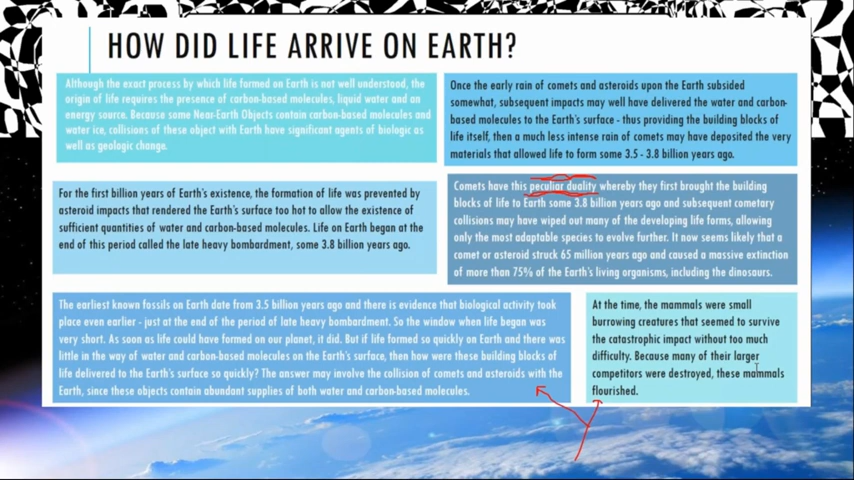 HOW DID LIFE ARRIVE ON EARTH?
Although the exact process by which life formed on Earth is not well understood, the
origin of life requires the presence of carbon-based molecules, liquid water and an
energy source. Because some Near-Earth Objects contain carbon-based molecules and
water ice, collisions of these object with Earth have significant agents of biologic as
well as geologic change.
Once the early rain of comets and asteroids upon the Earth subsided
somewhat, subsequent impacts may well have delivered the water and carbon-
based molecules to the Earth's surface - thus providing the building blocks of
life itself, then a much less intense rain of comets may have deposited the very
materials that allowed life to form some 3.5 - 3.8 billion years ago.
For the first billion years of Earth's existence, the formation of life was prevented by
asteroid impacts that rendered the Earth's surface too hot to allow the existence of
sufficient quantities of water and carbon-based molecules. Life on Earth began at the
end of this period called the late heavy bombardment, some 3.8 billion years ago.
Comets have this peculiar duality whereby they first brought the building
blocks of life to Earth some 3.8 billion years ago and subsequent cometary
collisions may have wiped out many of the developing life forms, allowing
only the most adaptable species to evolve further. It now seems likely that a
comet or asteroid struck 65 million years ago and caused a massive extinction
of more than 75% of the Earth's living organisms, including the dinosaurs.
The earliest known fossils on Earth date from 3.5 billion years ago and there is evidence that biological activity took
place even earlier - just at the end of the period of late heavy bombardment. So the window when life began was
very short. As soon as life could have formed on our planet, it did. But if life formed so quickly on Earth and there was
little in the way of water and carbon-based molecules on the Earth's surface, then how were these building blocks of
life delivered to the Earth's surface so quickly? The answer may involve the collision of comets and asteroids with the
Earth, since these objects contain abundant supplies of both water and carbon-based molecules.
At the time, the mammals were small
burrowing creatures that seemed to survive
the catastrophic impact without too much
difficulty. Because many of their larger
competitors were destroyed, these mammals
flourished.